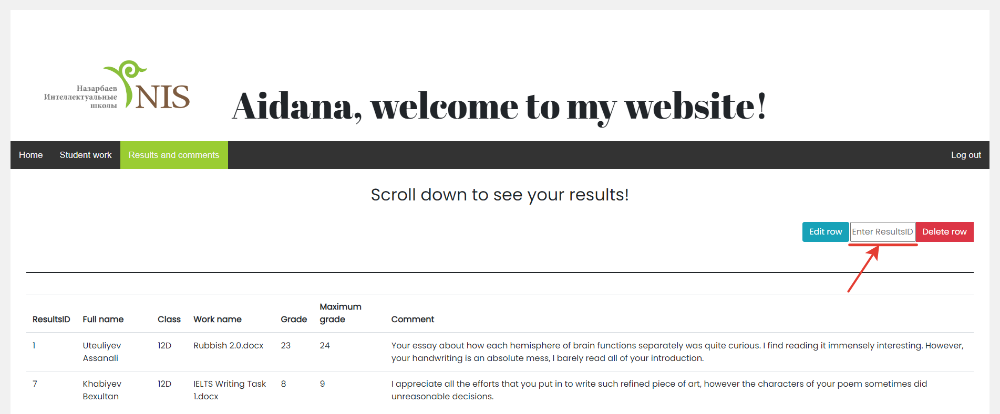 Назарбаев
Интеллектуальные
школы
NIS
Aidana, welcome to my website!
Home Student work Results and comments Log out
Scroll down to see your results!
Edit row Enter ResultsID Delete row
ResultsID Full name Class Work name Grade Maximum grade Comment
1 Uteuliyev Assanali 12D Rubbish 2.0.docx 23 24 Your essay about how each hemisphere of brain functions separately was quite curious. I find reading it immensely interesting. However,
your handwriting is an absolute mess, I barely read all of your introduction.
7 Khabiyev Bexultan 12D IELTS Writing Task 1.docx 8 9 I appreciate all the efforts that you put in to write such refined piece of art, however the characters of your poem sometimes did
unreasonable decisions.